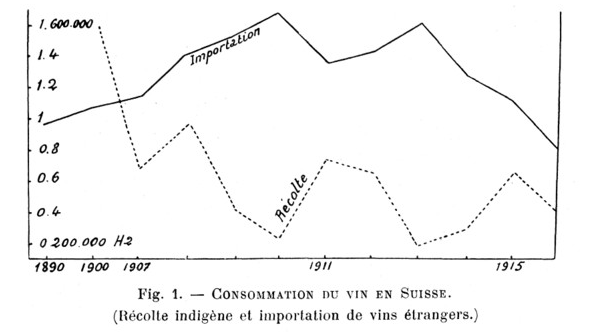 1.600.000
1.4
1.2
1
0.8
0.6
0.4
0 200.000 Hl
Importation
Récolte
1890 1900 1907 1911 1915
Fig. 1. — CONSOMMATION DU VIN EN SUISSE.
(Récolte indigène et importation de vins étrangers.)